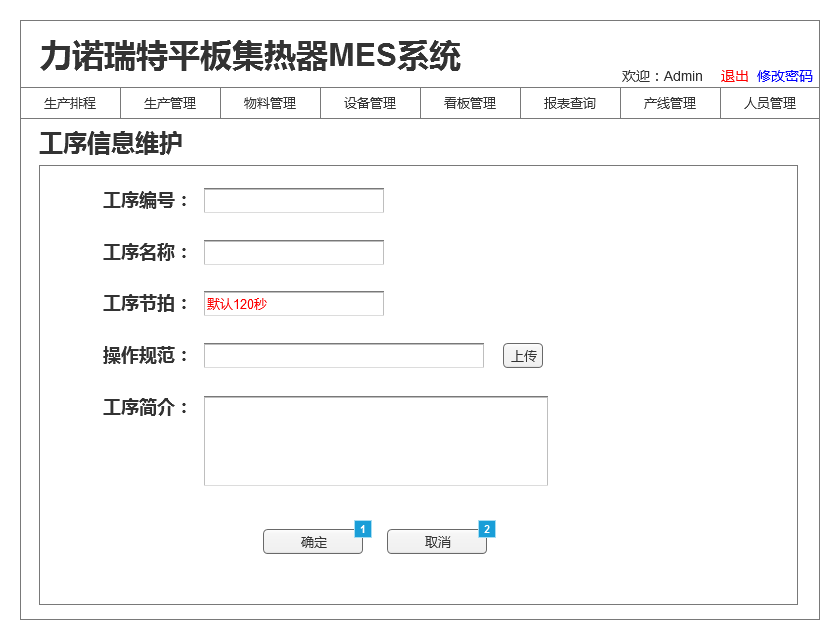 力诺瑞特平板集热器MES系统
欢迎：Admin 退出 修改密码
生产排程 生产管理 物料管理 设备管理 看板管理 报表查询 产线管理 人员管理
工序信息维护
工序编号：
工序名称：
工序节拍： 默认120秒
操作规范： 上传
工序简介：
确定 1 取消 2